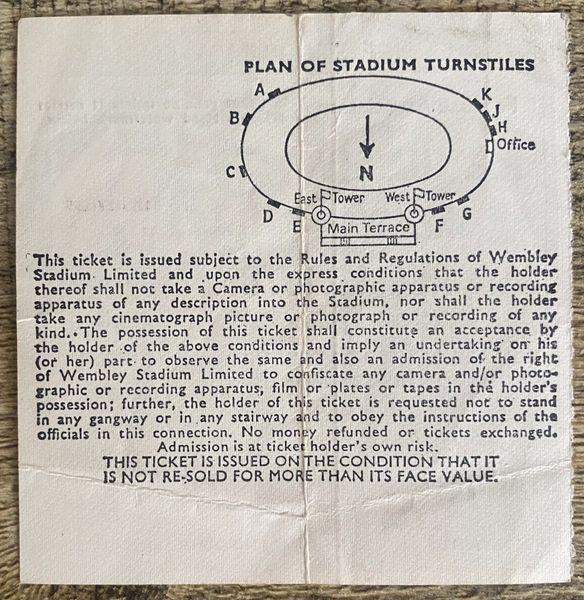 PLAN OF STADIUM TURNSTILES
A
K
J
B
H
Office
N
C
East Tower
West Tower
D
G
E
Main Terrace
F
This ticket is issued subject to the Rules and Regulations of Wembley
Stadium Limited and upon the express conditions that the holder
thereof shall not take a Camera or photographic apparatus or recording
apparatus of any description into the Stadium, nor shall the holder
take any cinematograph picture or photograph or recording of any
kind. The possession of this ticket shall constitute an acceptance by
the holder of the above conditions and imply an undertaking on his
(or her) part to observe the same and also an admission of the right
of Wembley Stadium Limited to confiscate any camera and/or photo-
graphic or recording apparatus, film or plates or tapes in the holder's
possession; further, the holder of this ticket is requested not to stand
in any gangway or in any stairway and to obey the instructions of the
officials in this connection. No money refunded or tickets exchanged.
Admission is at ticket holder's own risk.
THIS TICKET IS ISSUED ON THE CONDITION THAT IT
IS NOT RE-SOLD FOR MORE THAN ITS FACE VALUE.